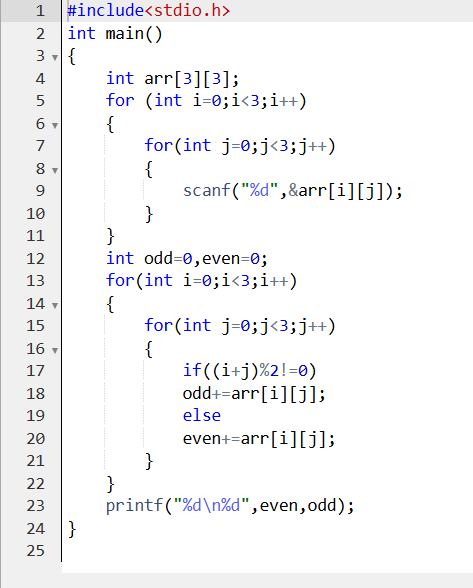 1 #include<stdio.h>
2 int main()
3 {
4 int arr[3][3];
5 for (int i=0;i<3;i++)
6 {
7 for(int j=0;j<3;j++)
8 {
9 scanf("%d",&arr[i][j]);
10 }
11 }
12 int odd=0,even=0;
13 for(int i=0;i<3;i++)
14 {
15 for(int j=0;j<3;j++)
16 {
17 if((i+j)%2!=0)
18 odd+=arr[i][j];
19 else
20 even+=arr[i][j];
21 }
22 }
23 printf("%d\n%d",even,odd);
24 }
25